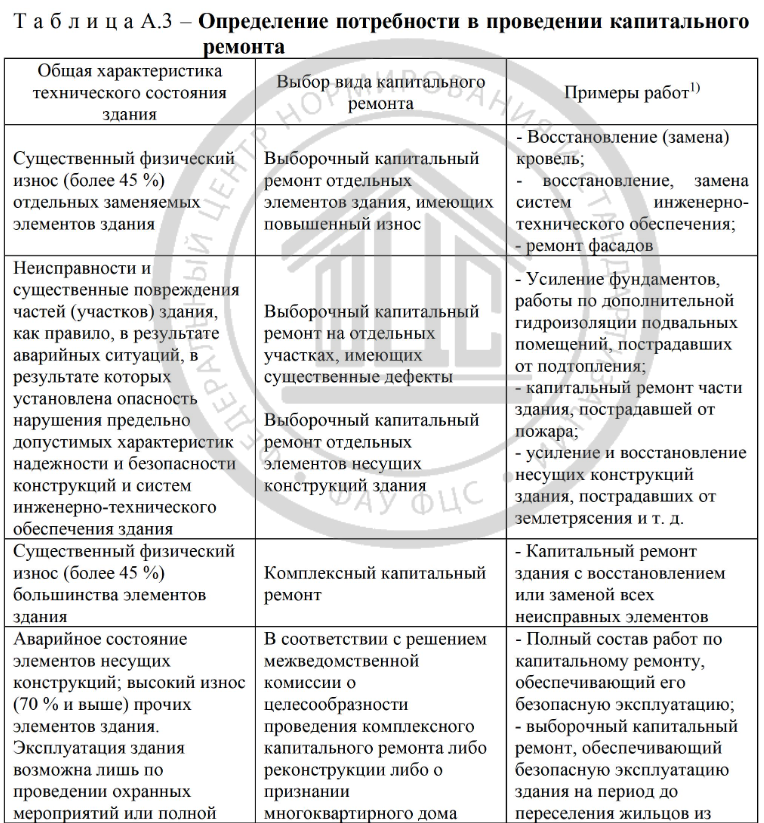 Т а б л и ц а А.3 – Определение потребности в проведении капитального
ремонта
Общая характеристика
технического состояния
здания
Выбор вида капитального
ремонта
Примеры работ1)
Существенный физический
износ (более 45 %)
отдельных заменяемых
элементов здания
Выборочный капитальный
ремонт отдельных
элементов здания, имеющих
повышенный износ
- Восстановление (замена)
кровель;
- восстановление, замена
систем инженерно-
технического обеспечения;
- ремонт фасадов
Неисправности и
существенные повреждения
частей (участков) здания,
как правило, в результате
аварийных ситуаций, в
результате которых
установлена опасность
нарушения предельно
допустимых характеристик
надежности и безопасности
конструкций и систем
инженерно-технического
обеспечения здания
Выборочный капитальный
ремонт на отдельных
участках, имеющих
существенные дефекты
Выборочный капитальный
ремонт отдельных
элементов несущих
конструкций здания
- Усиление фундаментов,
работы по дополнительной
гидроизоляции подвальных
помещений, пострадавших
от подтопления;
- капитальный ремонт части
здания, пострадавшей от
пожара;
- усиление и восстановление
несущих конструкций
здания, пострадавших от
землетрясения и т. д.
Существенный физический
износ (более 45 %)
большинства элементов
здания
Комплексный капитальный
ремонт
- Капитальный ремонт
здания с восстановлением
или заменой всех
неисправных элементов
Аварийное состояние
элементов несущих
конструкций; высокий износ
(70 % и выше) прочих
элементов здания.
Эксплуатация здания
возможна лишь по
проведении охранных
мероприятий или полной
В соответствии с решением
межведомственной
комиссии о
целесообразности
проведения комплексного
капитального ремонта либо
реконструкции либо о
признании
многоквартирного дома
- Полный состав работ по
капитальному ремонту,
обеспечивающий его
безопасную эксплуатацию;
- выборочный капитальный
ремонт, обеспечивающий
безопасную эксплуатацию
здания на период до
переселения жильцов из
ФЕДЕРАЛЬНЫЙ ЦЕНТР НОРМИРОВАНИЯ И СТАНДАРТИЗАЦИИ
ФАУ ФЦС